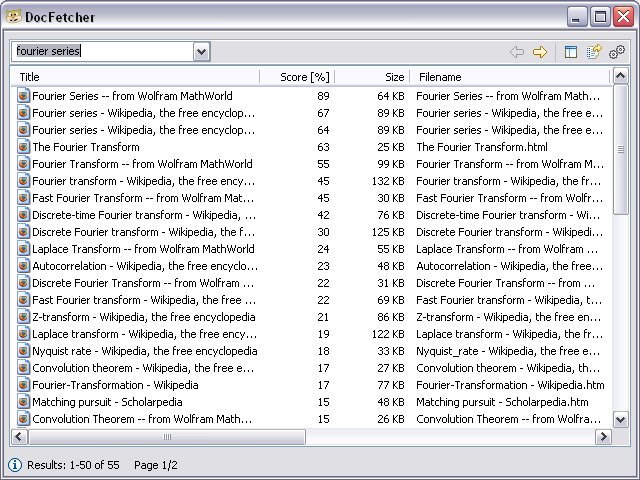 DocFetcher
fourier series
Title Score [%] Size Filename
Fourier Series -- from Wolfram MathWorld 89 64 KB Fourier Series -- from Wolfram Math...
Fourier series - Wikipedia, the free encyclop... 67 89 KB Fourier series - Wikipedia, the free e...
Fourier series - Wikipedia, the free encyclop... 64 89 KB Fourier series - Wikipedia, the free e...
The Fourier Transform 63 25 KB The Fourier Transform.html
Fourier Transform -- from Wolfram MathWorld 55 99 KB Fourier Transform -- from Wolfram M...
Fourier transform - Wikipedia, the free ency... 45 132 KB Fourier transform - Wikipedia, the fr...
Fast Fourier Transform -- from Wolfram Mat... 45 30 KB Fast Fourier Transform -- from Wolfr...
Discrete-time Fourier transform - Wikipedia, ... 42 76 KB Discrete-time Fourier transform - Wi...
Discrete Fourier transform - Wikipedia, the f... 30 125 KB Discrete Fourier transform - Wikipedi...
Laplace Transform -- from Wolfram MathWorld 24 55 KB Laplace Transform -- from Wolfram ...
Autocorrelation - Wikipedia, the free encyclo... 23 48 KB Autocorrelation - Wikipedia, the free...
Discrete Fourier Transform -- from Wolfram ... 22 31 KB Discrete Fourier Transform -- from W...
Fast Fourier transform - Wikipedia, the free ... 22 69 KB Fast Fourier transform - Wikipedia, t...
Z-transform - Wikipedia, the free encyclopedia 21 86 KB Z-transform - Wikipedia, the free en...
Laplace transform - Wikipedia, the free ency... 19 122 KB Laplace transform - Wikipedia, the fr...
Nyquist rate - Wikipedia, the free encyclopedia 18 33 KB Nyquist_rate - Wikipedia, the free e...
Convolution theorem - Wikipedia, the free e... 17 27 KB Convolution theorem - Wikipedia, th...
Fourier-Transformation - Wikipedia 17 77 KB Fourier-Transformation - Wikipedia.htm
Matching pursuit - Scholarpedia 15 48 KB Matching pursuit - Scholarpedia.htm
Convolution Theorem -- from Wolfram Math... 15 26 KB Convolution Theorem -- from Wolfra...
Results: 1-50 of 55 Page 1/2